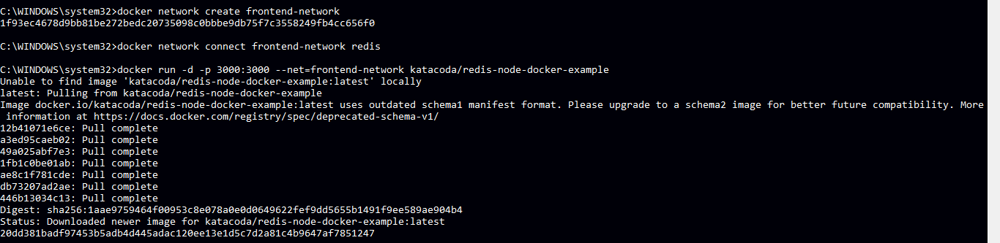 C:\WINDOWS\system32>docker network create frontend-network
1f93ec4678d9bb81be272bedc20735098c0bbbe9db75f7c3558249fb4cc656f0
C:\WINDOWS\system32>docker network connect frontend-network redis
C:\WINDOWS\system32>docker run -d -p 3000:3000 --net=frontend-network katacoda/redis-node-docker-example
Unable to find image 'katacoda/redis-node-docker-example:latest' locally
latest: Pulling from katacoda/redis-node-docker-example
Image docker.io/katacoda/redis-node-docker-example:latest uses outdated schema1 manifest format. Please upgrade to a schema2 image for better future compatibility. More
 information at https://docs.docker.com/registry/spec/deprecated-schema-v1/
12b41071e6ce: Pull complete
a3ed95caeb02: Pull complete
49a025abf7e3: Pull complete
1fb1c0be01ab: Pull complete
ae8c1f781cde: Pull complete
db73207ad2ae: Pull complete
446b13034c13: Pull complete
Digest: sha256:1aae9759464f00953c8e078a0e0d0649622fef9dd5655b1491f9ee589ae904b4
Status: Downloaded newer image for katacoda/redis-node-docker-example:latest
20dd381badf97453b5adb4d445adac120ee13e1d5c7d2a81c4b9647af7851247